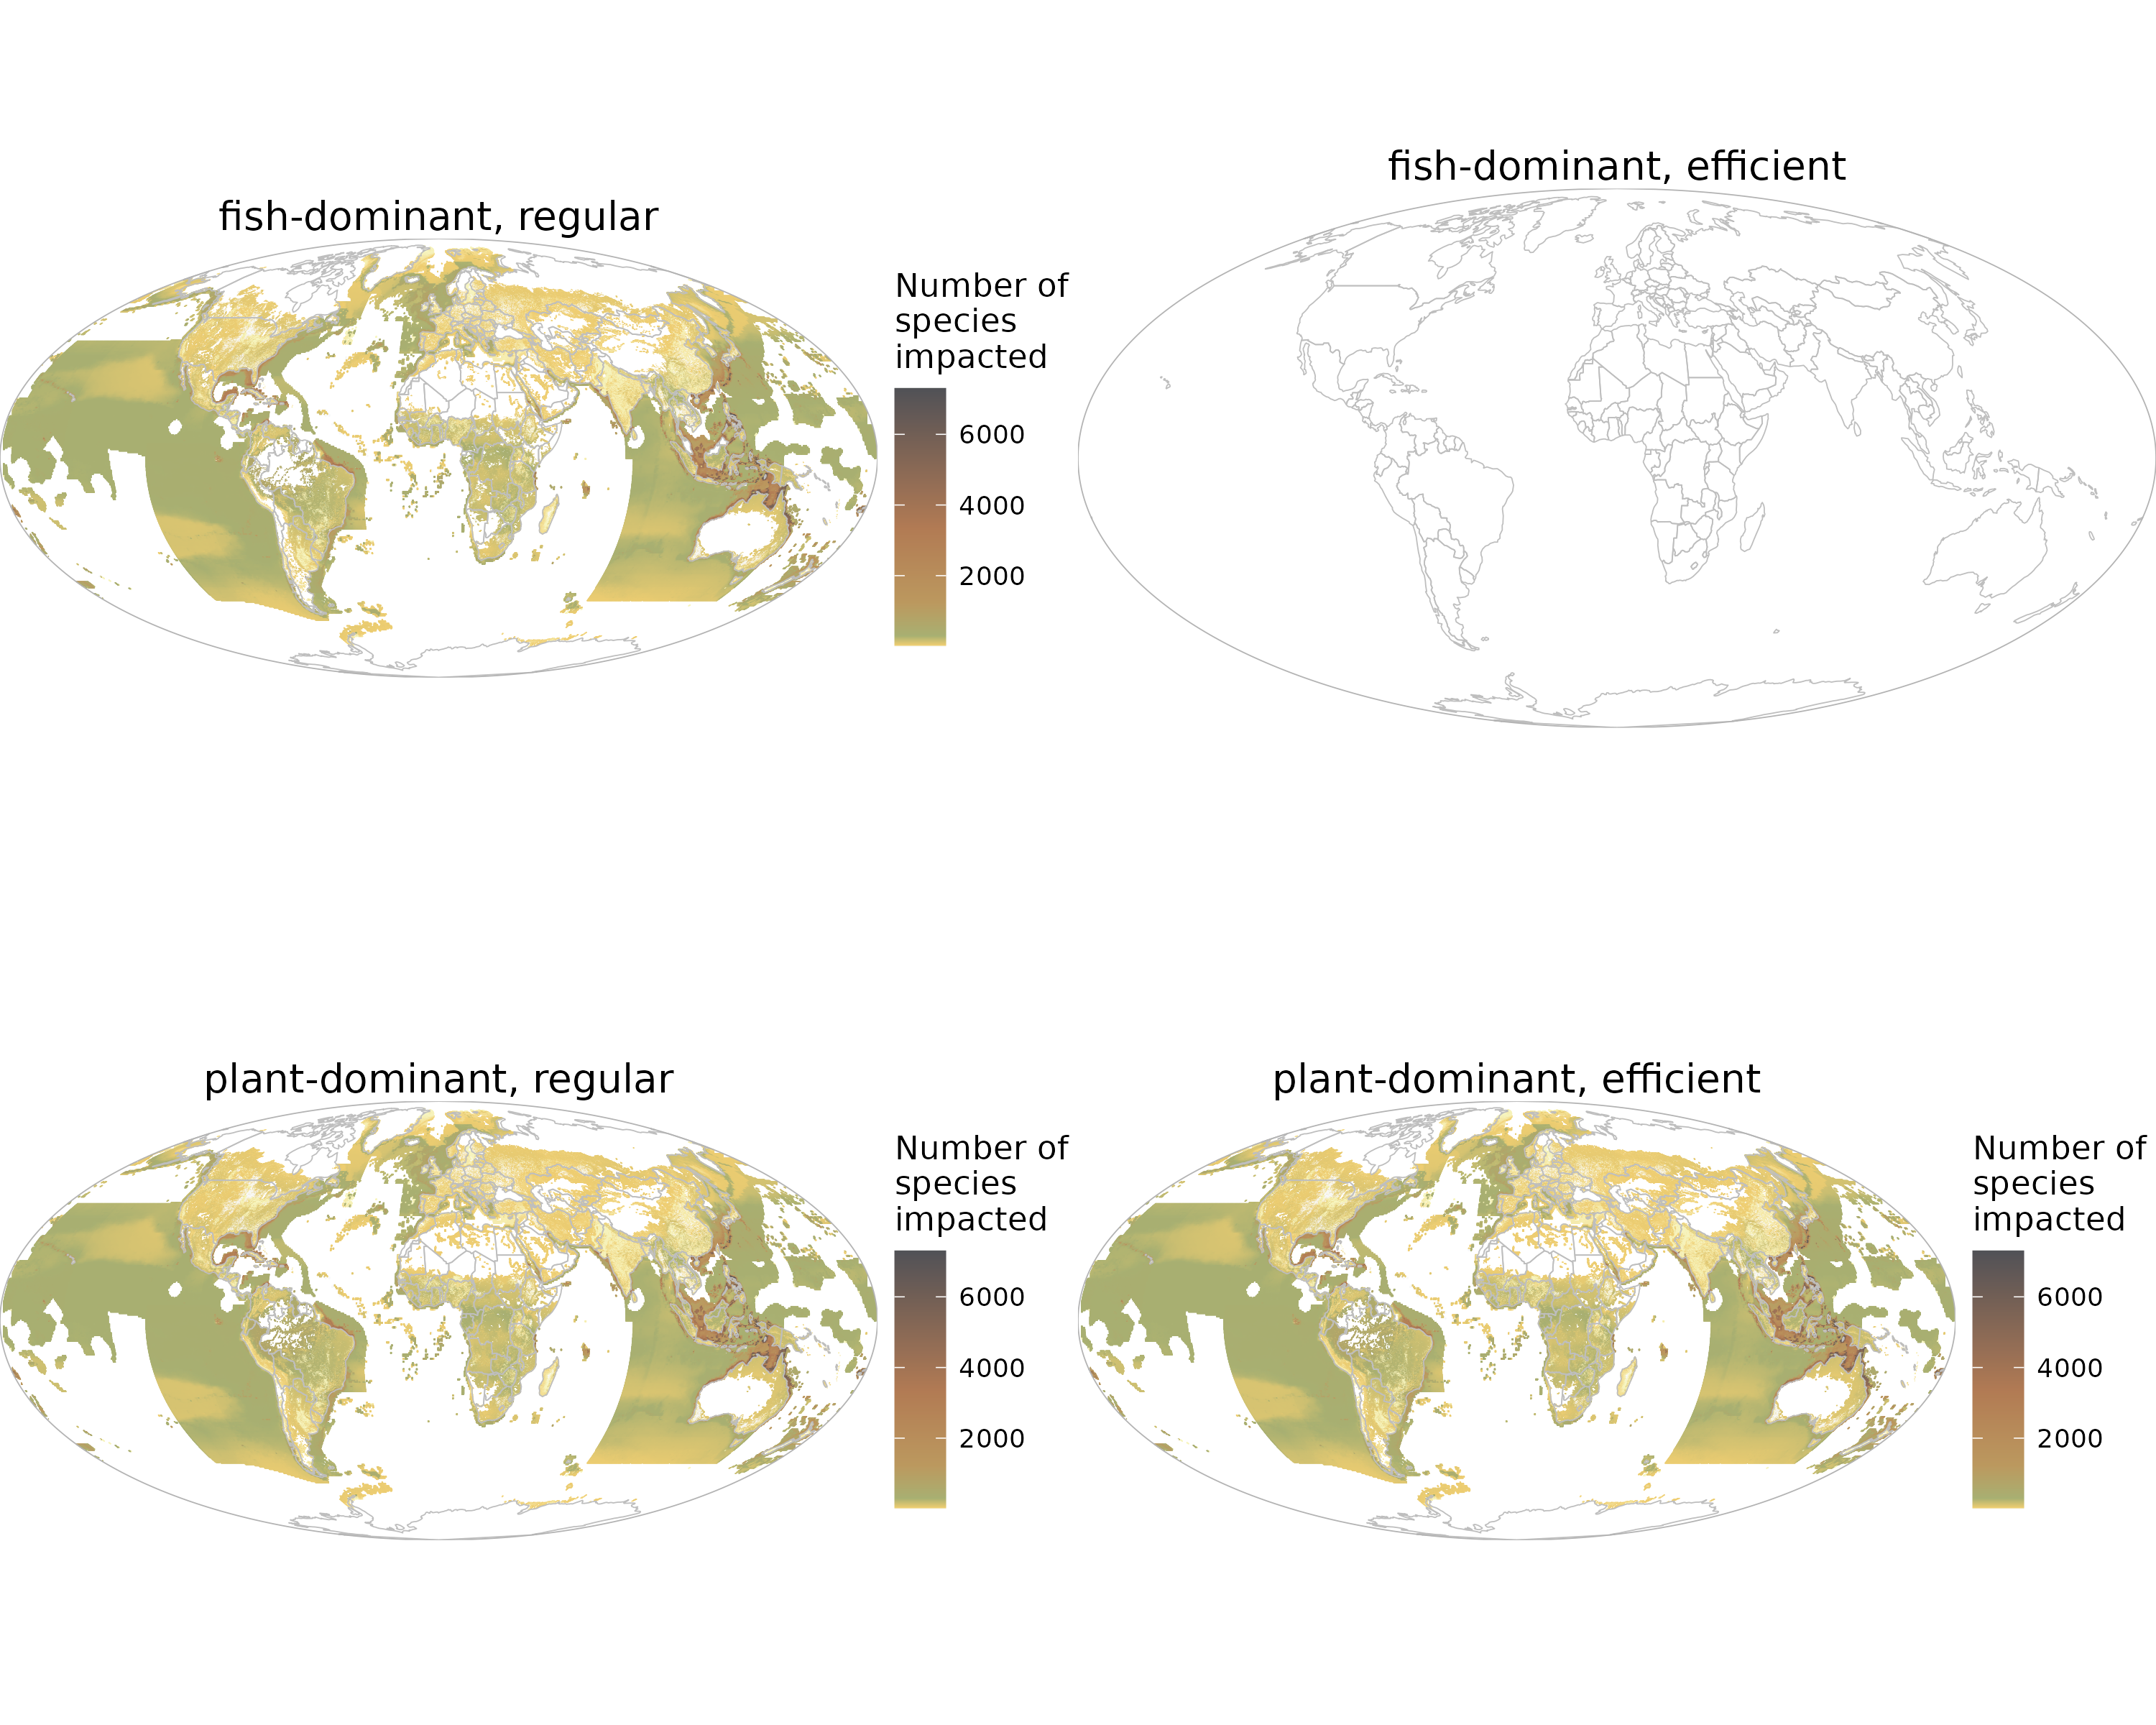 fish-dominant, regular
Number of
species
impacted
6000
4000
2000
fish-dominant, efficient
plant-dominant, regular
Number of
species
impacted
6000
4000
2000
plant-dominant, efficient
Number of
species
impacted
6000
4000
2000